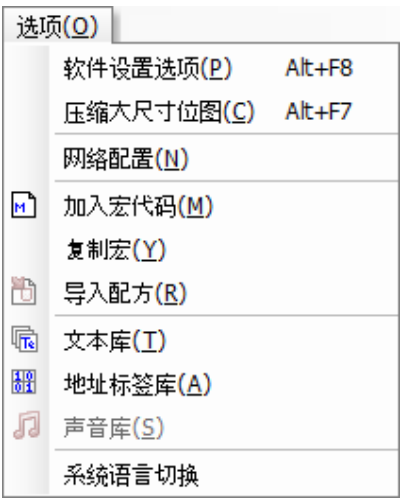 选项(O)
软件设置选项(P) Alt+F8
压缩大尺寸位图(C) Alt+F7
网络配置(N)
加入宏代码(M)
复制宏(Y)
导入配方(R)
文本库(T)
地址标签库(A)
声音库(S)
系统语言切换